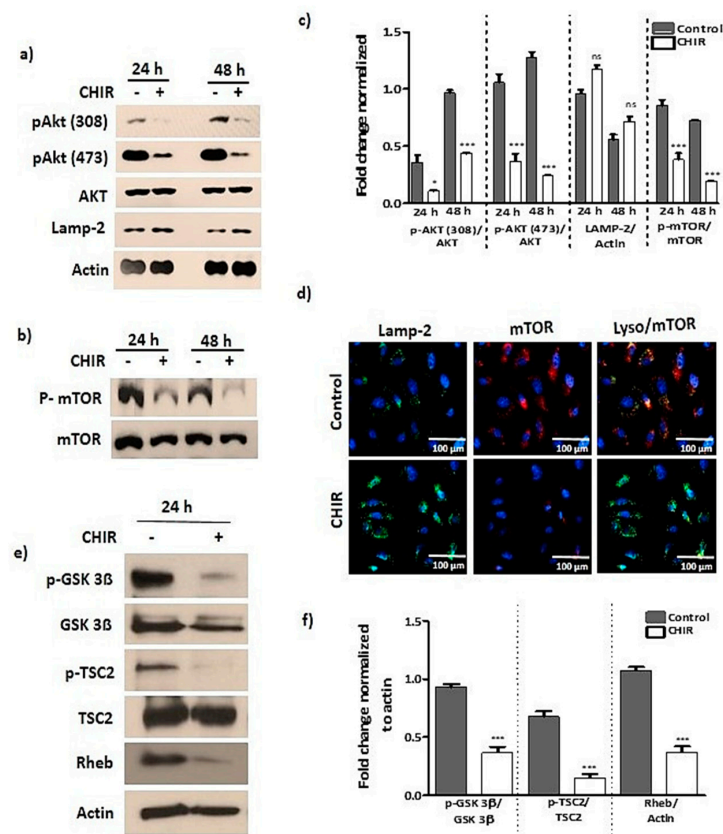 a)
24 h 48 h
CHIR - + - +
pAkt (308)
pAkt (473)
AKT
Lamp-2
Actin
b)
24 h 48 h
CHIR - + - +
P- mTOR
mTOR
c)
Control
CHIR
Fold change normalized
1.5
1.0
0.5
0.0
* *** *** *** ns ns *** ***
24 h 48 h 24 h 48 h 24 h 48 h 24 h 48 h
p-AKT (308)/ p-AKT (473)/ LAMP-2/ p-mTOR/
AKT AKT Actin mTOR
d)
Lamp-2 mTOR Lyso/mTOR
Control
100 µm 100 µm 100 µm
CHIR
100 µm 100 µm 100 µm
e)
24 h
CHIR - +
p-GSK 3ß
GSK 3ß
p-TSC2
TSC2
Rheb
Actin
f)
Control
CHIR
Fold change normalized
to actin
1.5
1.0
0.5
0.0
*** *** ***
p-GSK 3β/ p-TSC2/ Rheb/
GSK 3β TSC2 Actin